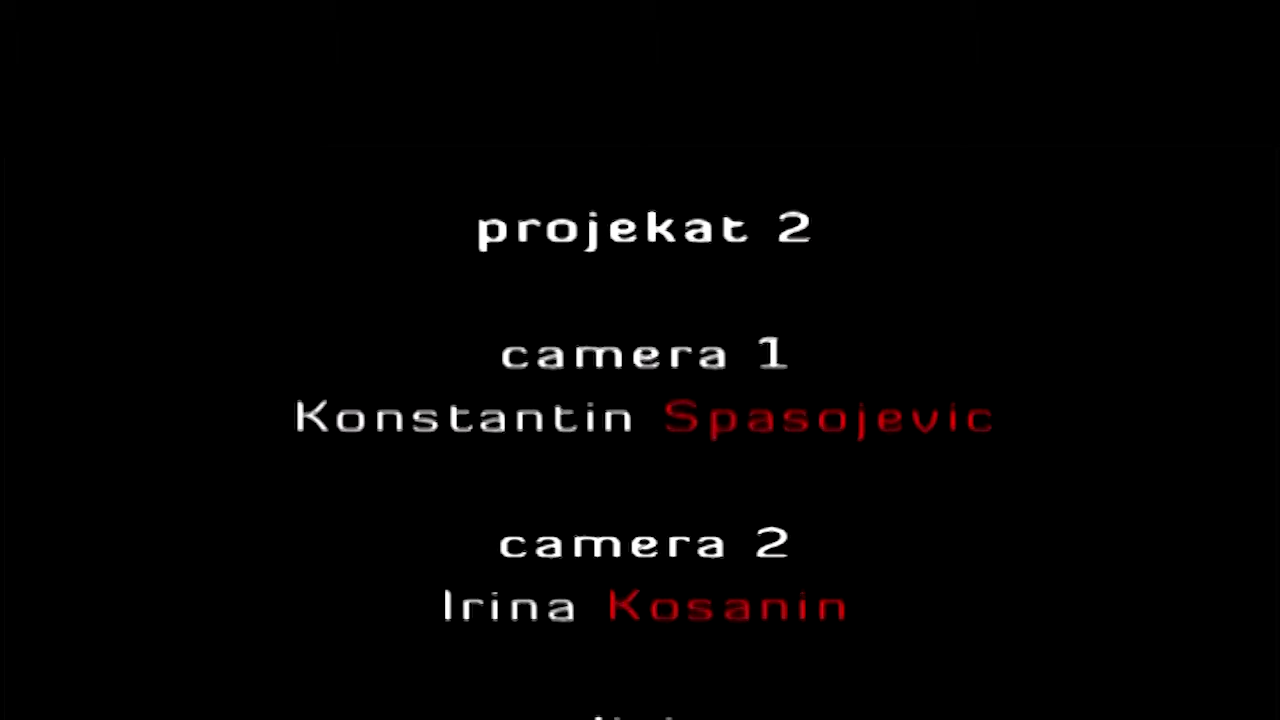 projekat 2
camera 1
Konstantin Spasojevic
camera 2
Irina Kosanin